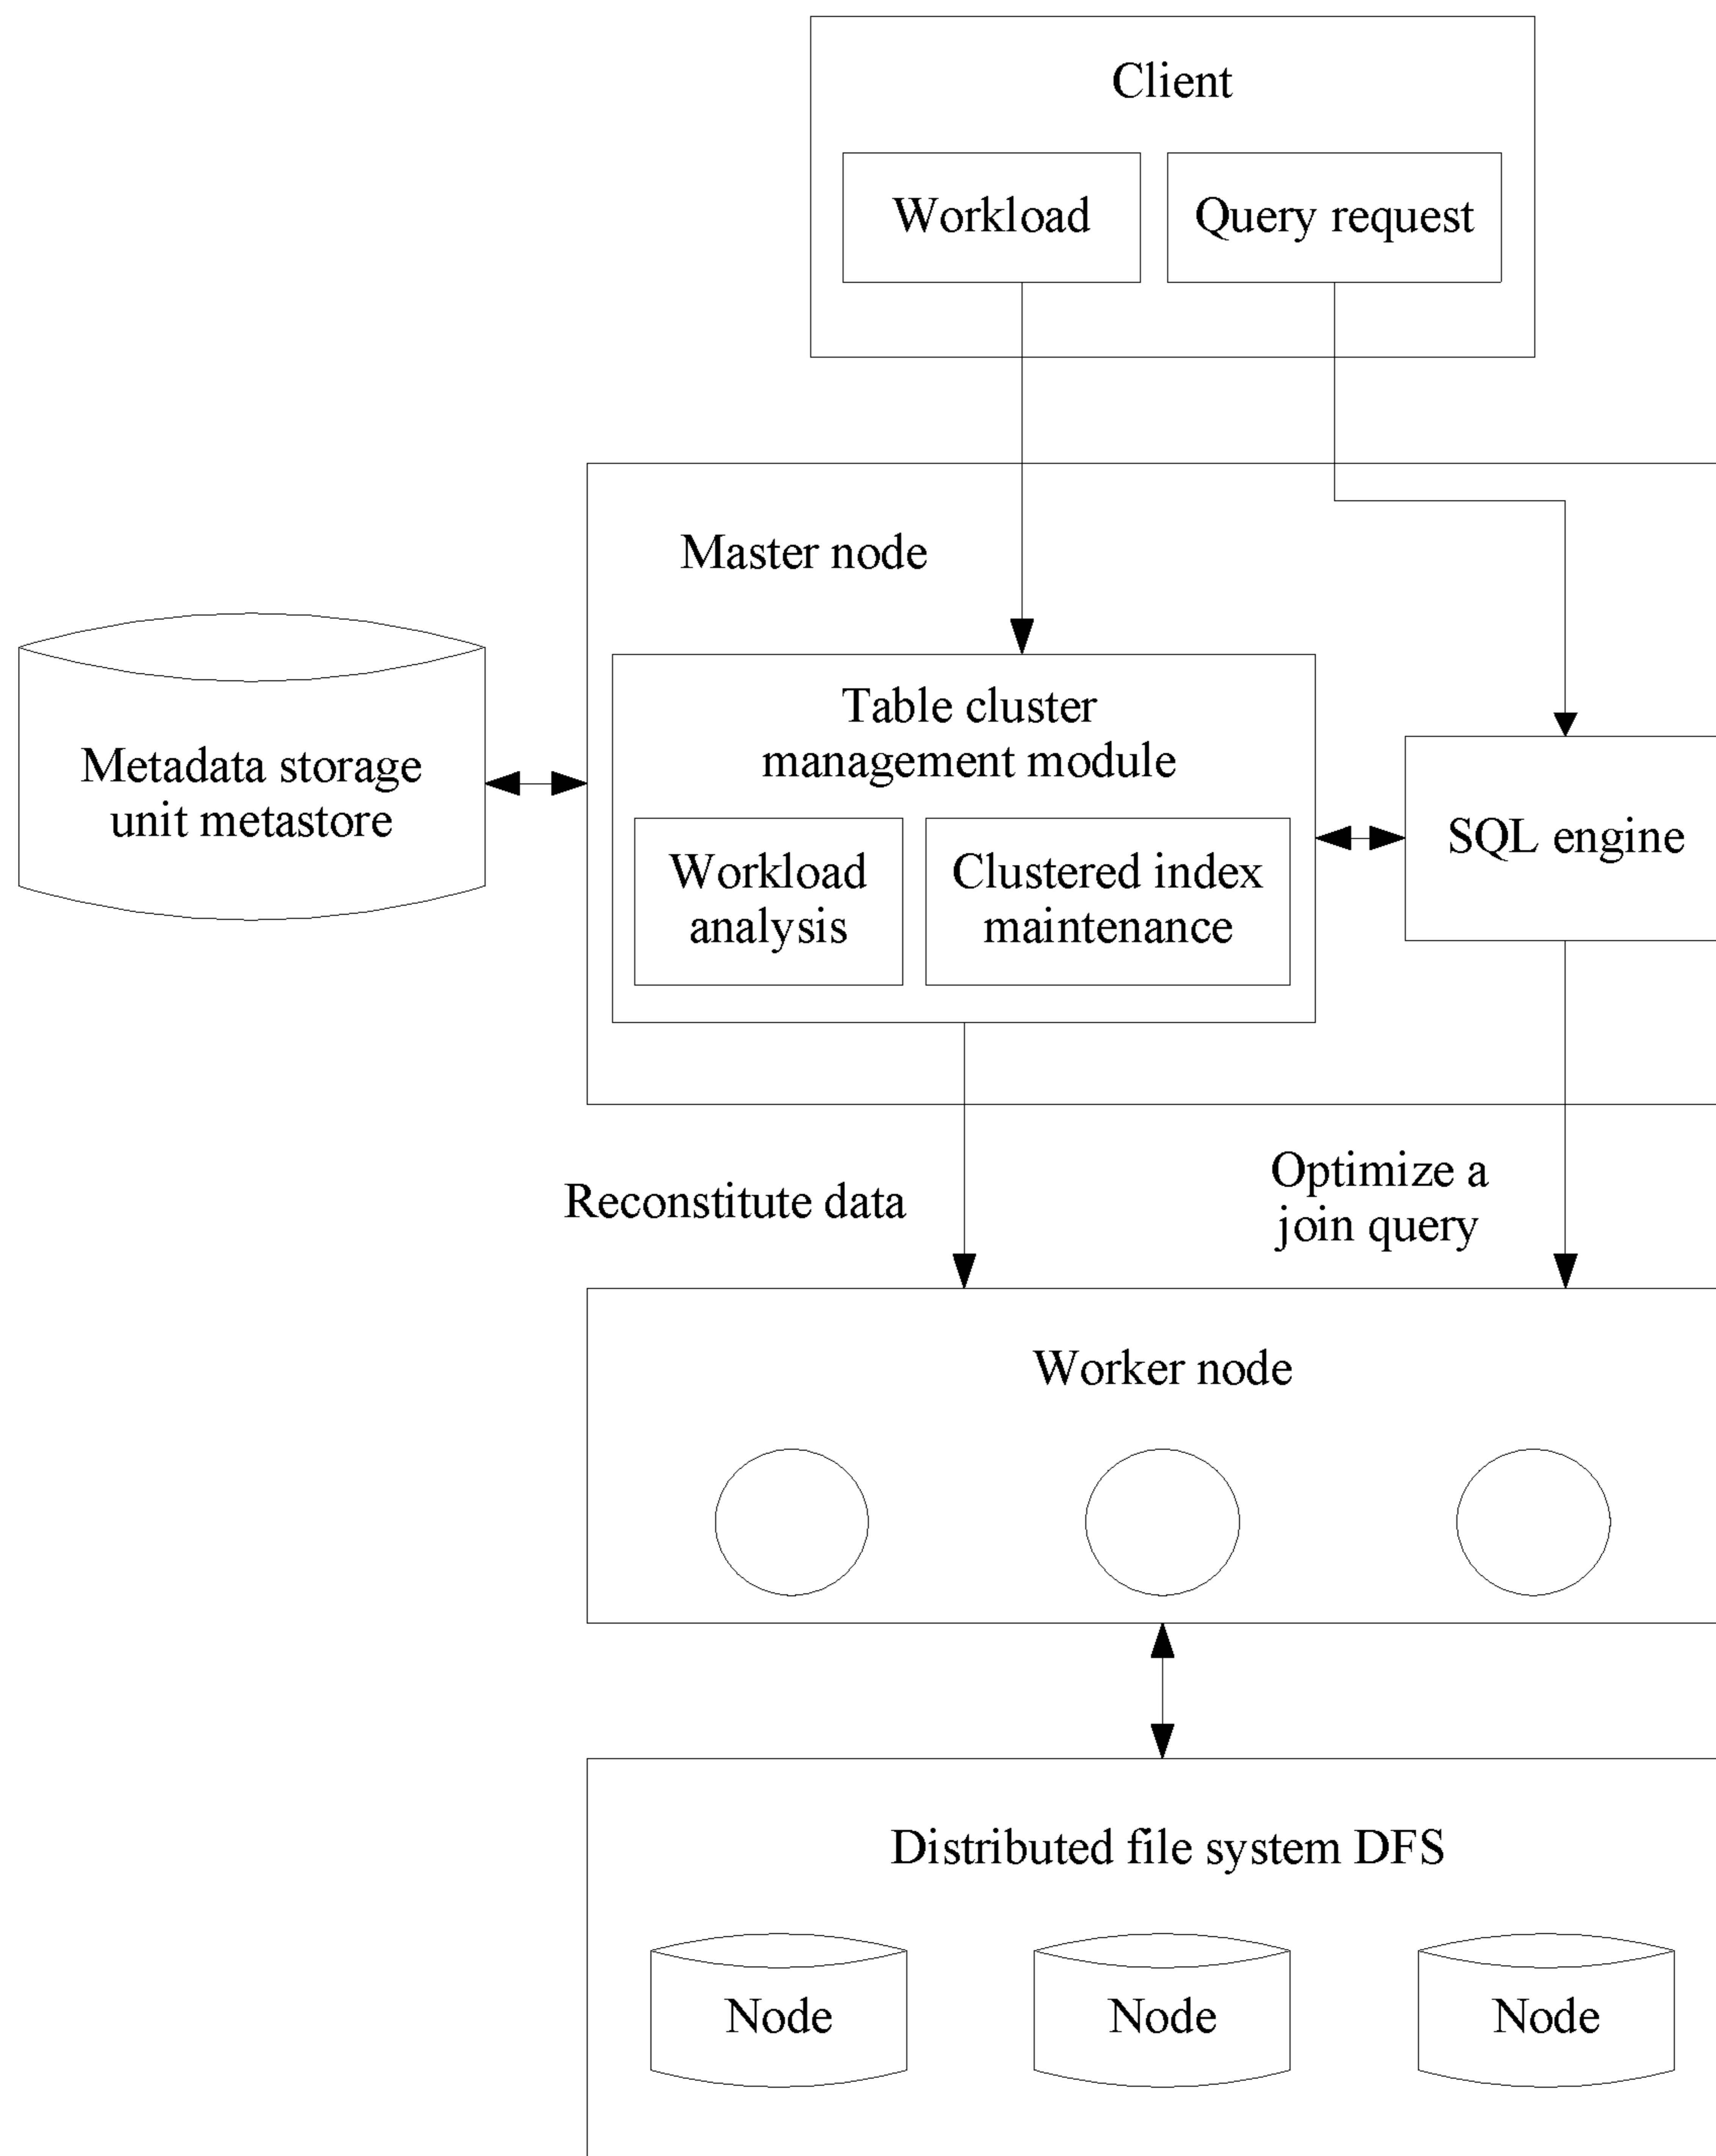 Client
Workload
Query request
Master node
Metadata storage
unit metastore
Table cluster
management module
Workload
analysis
Clustered index
maintenance
SQL engine
Reconstitute data
Optimize a
join query
Worker node
Distributed file system DFS
Node
Node
Node